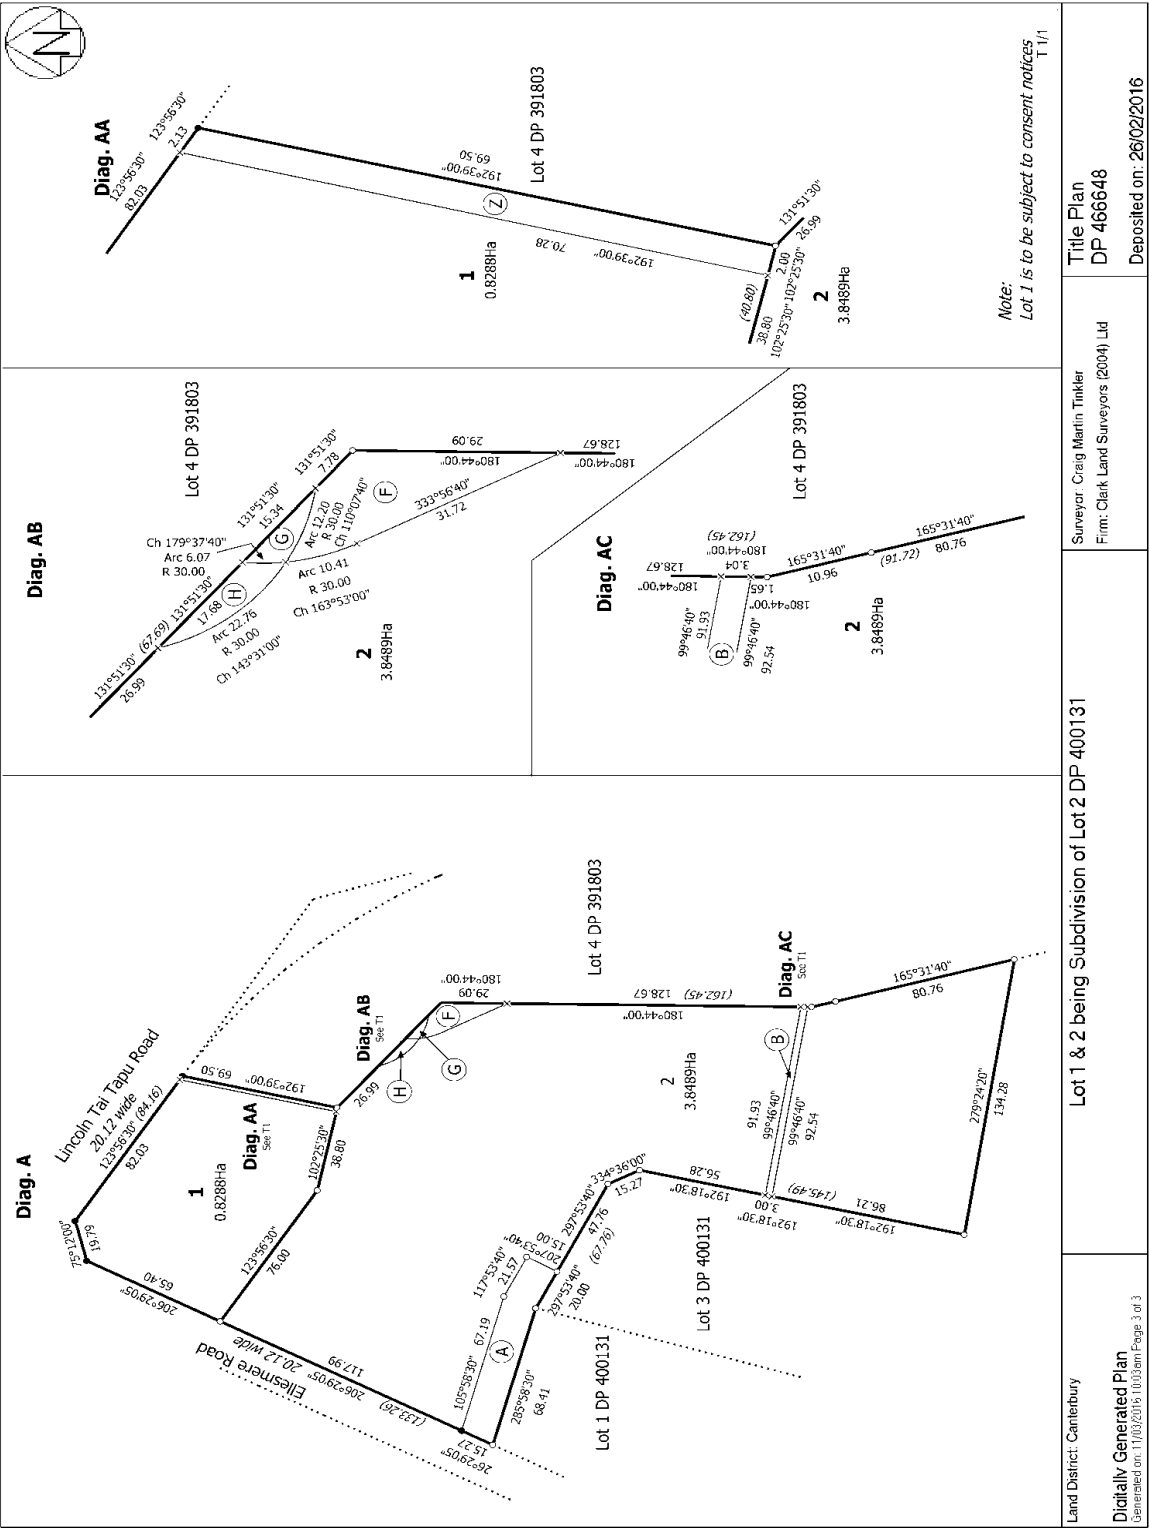 N
Diag. A
Lincoln Tai Tapu Road
20.12 wide
123°56'30" (84.16)
82.03
75°12'00"
19.79
206°29'05"
65.40
1
0.8288Ha
Diag. AA
See T1
192°39'00"
69.50
102°25'30"
38.80
123°56'30"
76.00
Ellesmere Road
20.12 wide
206°29'05"
117.99
(133.26)
26°29'05"
15.27
105°58'30"
67.19
A
285°58'30"
68.41
117°53'40"
21.57
207°53'40"
15.00
297°53'40"
20.00
297°53'40"
47.76
(67.76)
334°36'00"
15.27
192°18'30"
56.28
192°18'30"
3.00
(145.49)
192°18'30"
86.21
Lot 1 DP 400131
Lot 3 DP 400131
Diag. AB
See T1
26.99
H
G
F
180°44'00"
29.09
Lot 4 DP 391803
180°44'00"
128.67
(162.45)
2
3.8489Ha
Diag. AC
See T1
B
91.93
99°46'40"
99°46'40"
92.54
165°31'40"
80.76
279°24'20"
134.28
Diag. AB
Lot 4 DP 391803
131°51'30"
26.99
(67.69)
131°51'30"
17.68
H
Ch 179°37'40"
Arc 6.07
R 30.00
131°51'30"
15.34
G
131°51'30"
7.78
Arc 12.20
R 30.00
Ch 110°07'40"
F
Arc 22.76
R 30.00
Ch 143°31'00"
Arc 10.41
R 30.00
Ch 163°53'00"
333°56'40"
31.72
180°44'00"
29.09
180°44'00"
128.67
2
3.8489Ha
Diag. AC
Lot 4 DP 391803
128.67
180°44'00"
(162.45)
180°44'00"
3.04
1.65
180°44'00"
99°46'40"
91.93
B
99°46'40"
92.54
165°31'40"
10.96
(91.72)
165°31'40"
80.76
2
3.8489Ha
Diag. AA
123°56'30"
82.03
123°56'30"
2.13
192°39'00"
69.50
Lot 4 DP 391803
Z
192°39'00"
70.28
1
0.8288Ha
131°51'30"
26.99
2.00
102°25'30"
(40.80)
38.80
102°25'30"
2
3.8489Ha
Note:
Lot 1 is to be subject to consent notices
T 1/1
Land District: Canterbury
Digitally Generated Plan
Generated on: 11/03/2016 10:03am Page 3 of 3
Lot 1 & 2 being Subdivision of Lot 2 DP 400131
Surveyor: Craig Martin Tinkler
Firm: Clark Land Surveyors (2004) Ltd
Title Plan
DP 466648
Deposited on: 26/02/2016